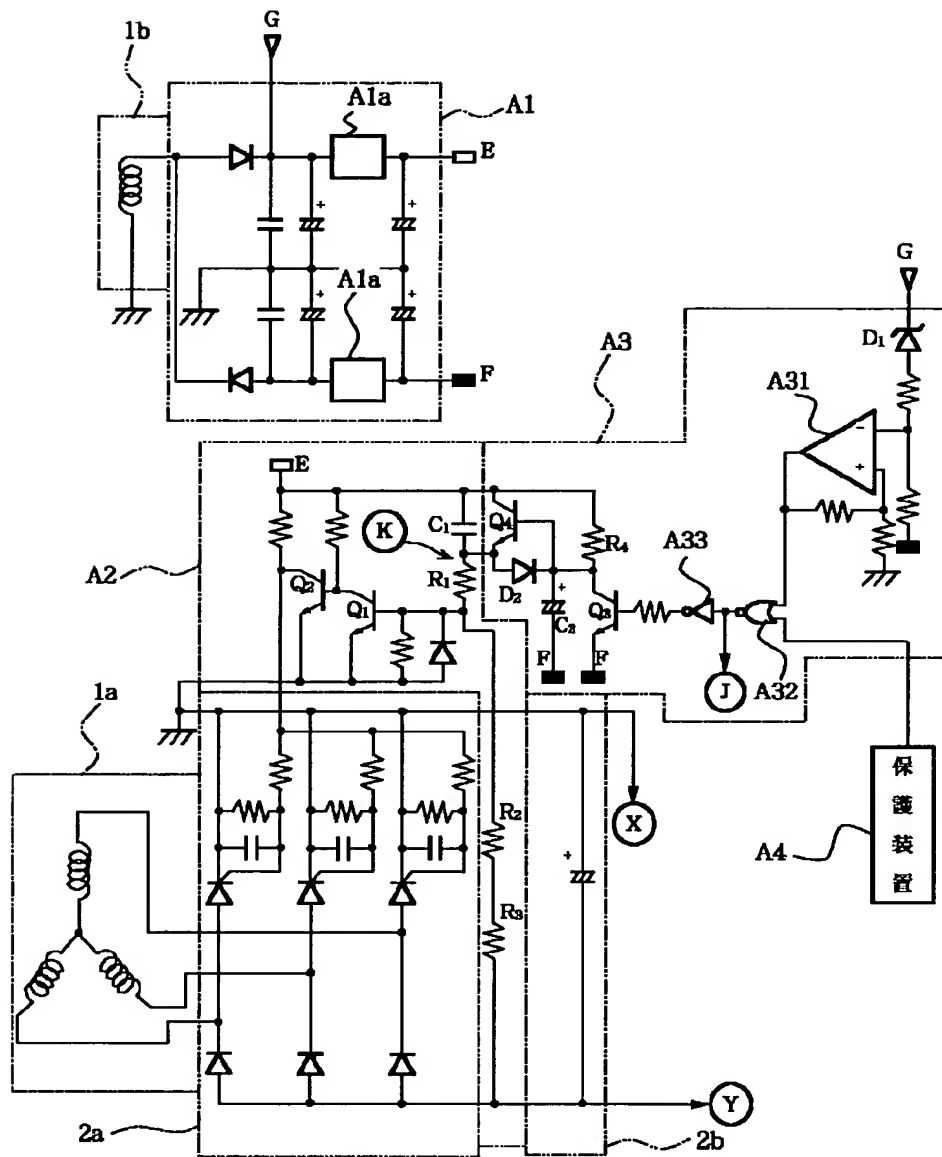 G
1b
A1a
A1
E
+
+
A1a
G
+
+
D1
A3
F
A31
−
+
E
C1
Q4
K
R4
A33
A2
R1
+
Q2
D2
Q1
C2
Q3
F
F
J
A32
1a
保護装置
X
R2
A4
+
R3
Y
2a
2b